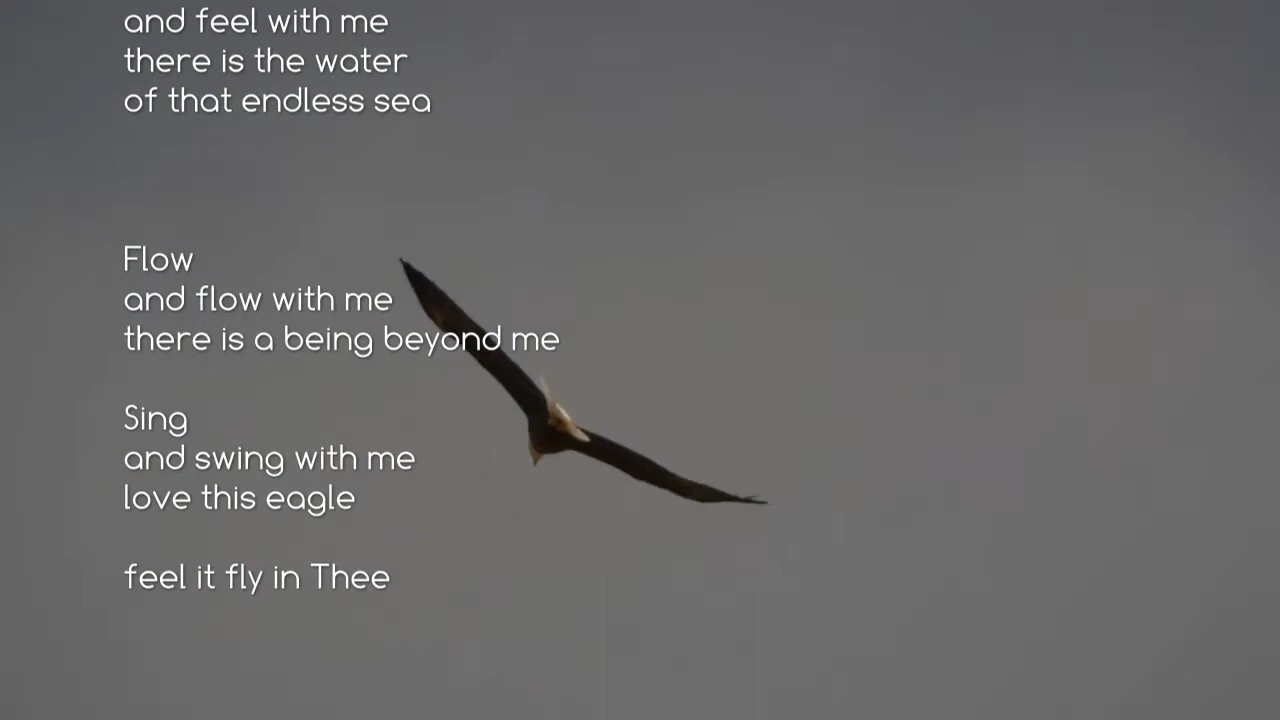 and feel with me
there is the water
of that endless sea
Flow
and flow with me
there is a being beyond me
Sing
and swing with me
love this eagle
feel it fly in Thee